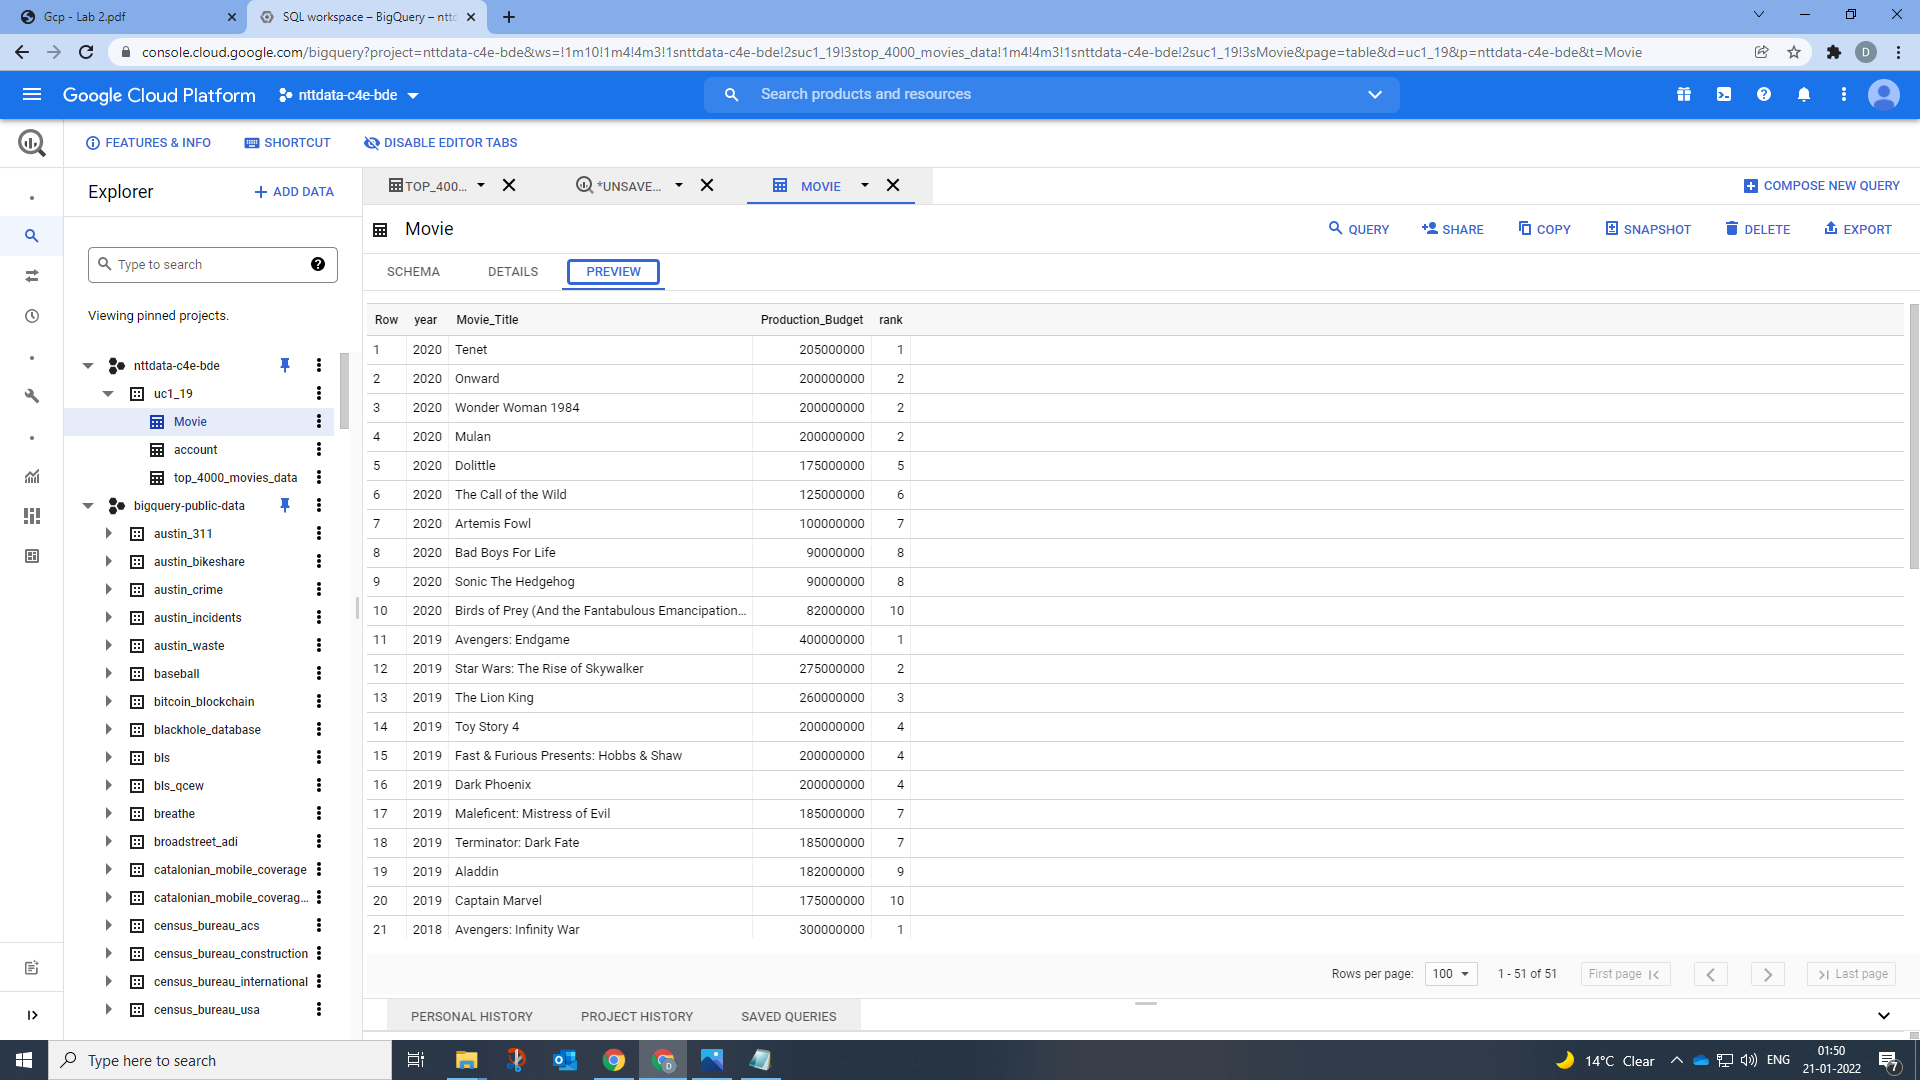 Gcp - Lab 2.pdf
SQL workspace – BigQuery – nttd
console.cloud.google.com/bigquery?project=nttdata-c4e-bde&ws=!1m10!1m4!4m3!1snttdata-c4e-bde!2suc1_19!3stop_4000_movies_data!1m4!4m3!1snttdata-c4e-bde!2suc1_19!3sMovie&page=table&d=uc1_19&p=nttdata-c4e-bde&t=Movie
D
Google Cloud Platform
nttdata-c4e-bde
Search products and resources
FEATURES & INFO
SHORTCUT
DISABLE EDITOR TABS
Explorer
ADD DATA
TOP_400...
*UNSAVE...
MOVIE
COMPOSE NEW QUERY
Movie
QUERY
SHARE
COPY
SNAPSHOT
DELETE
EXPORT
Type to search
SCHEMA
DETAILS
PREVIEW
Viewing pinned projects.
nttdata-c4e-bde
uc1_19
Movie
account
top_4000_movies_data
bigquery-public-data
austin_311
austin_bikeshare
austin_crime
austin_incidents
austin_waste
baseball
bitcoin_blockchain
blackhole_database
bls
bls_qcew
breathe
broadstreet_adi
catalonian_mobile_coverage
catalonian_mobile_coverag...
census_bureau_acs
census_bureau_construction
census_bureau_international
census_bureau_usa
Row year Movie_Title Production_Budget rank
1 2020 Tenet 205000000 1
2 2020 Onward 200000000 2
3 2020 Wonder Woman 1984 200000000 2
4 2020 Mulan 200000000 2
5 2020 Dolittle 175000000 5
6 2020 The Call of the Wild 125000000 6
7 2020 Artemis Fowl 100000000 7
8 2020 Bad Boys For Life 90000000 8
9 2020 Sonic The Hedgehog 90000000 8
10 2020 Birds of Prey (And the Fantabulous Emancipation... 82000000 10
11 2019 Avengers: Endgame 400000000 1
12 2019 Star Wars: The Rise of Skywalker 275000000 2
13 2019 The Lion King 260000000 3
14 2019 Toy Story 4 200000000 4
15 2019 Fast & Furious Presents: Hobbs & Shaw 200000000 4
16 2019 Dark Phoenix 200000000 4
17 2019 Maleficent: Mistress of Evil 185000000 7
18 2019 Terminator: Dark Fate 185000000 7
19 2019 Aladdin 182000000 9
20 2019 Captain Marvel 175000000 10
21 2018 Avengers: Infinity War 300000000 1
Rows per page: 100 1 - 51 of 51 First page Last page
PERSONAL HISTORY
PROJECT HISTORY
SAVED QUERIES
Type here to search
D
14°C Clear
ENG
01:50
21-01-2022
7